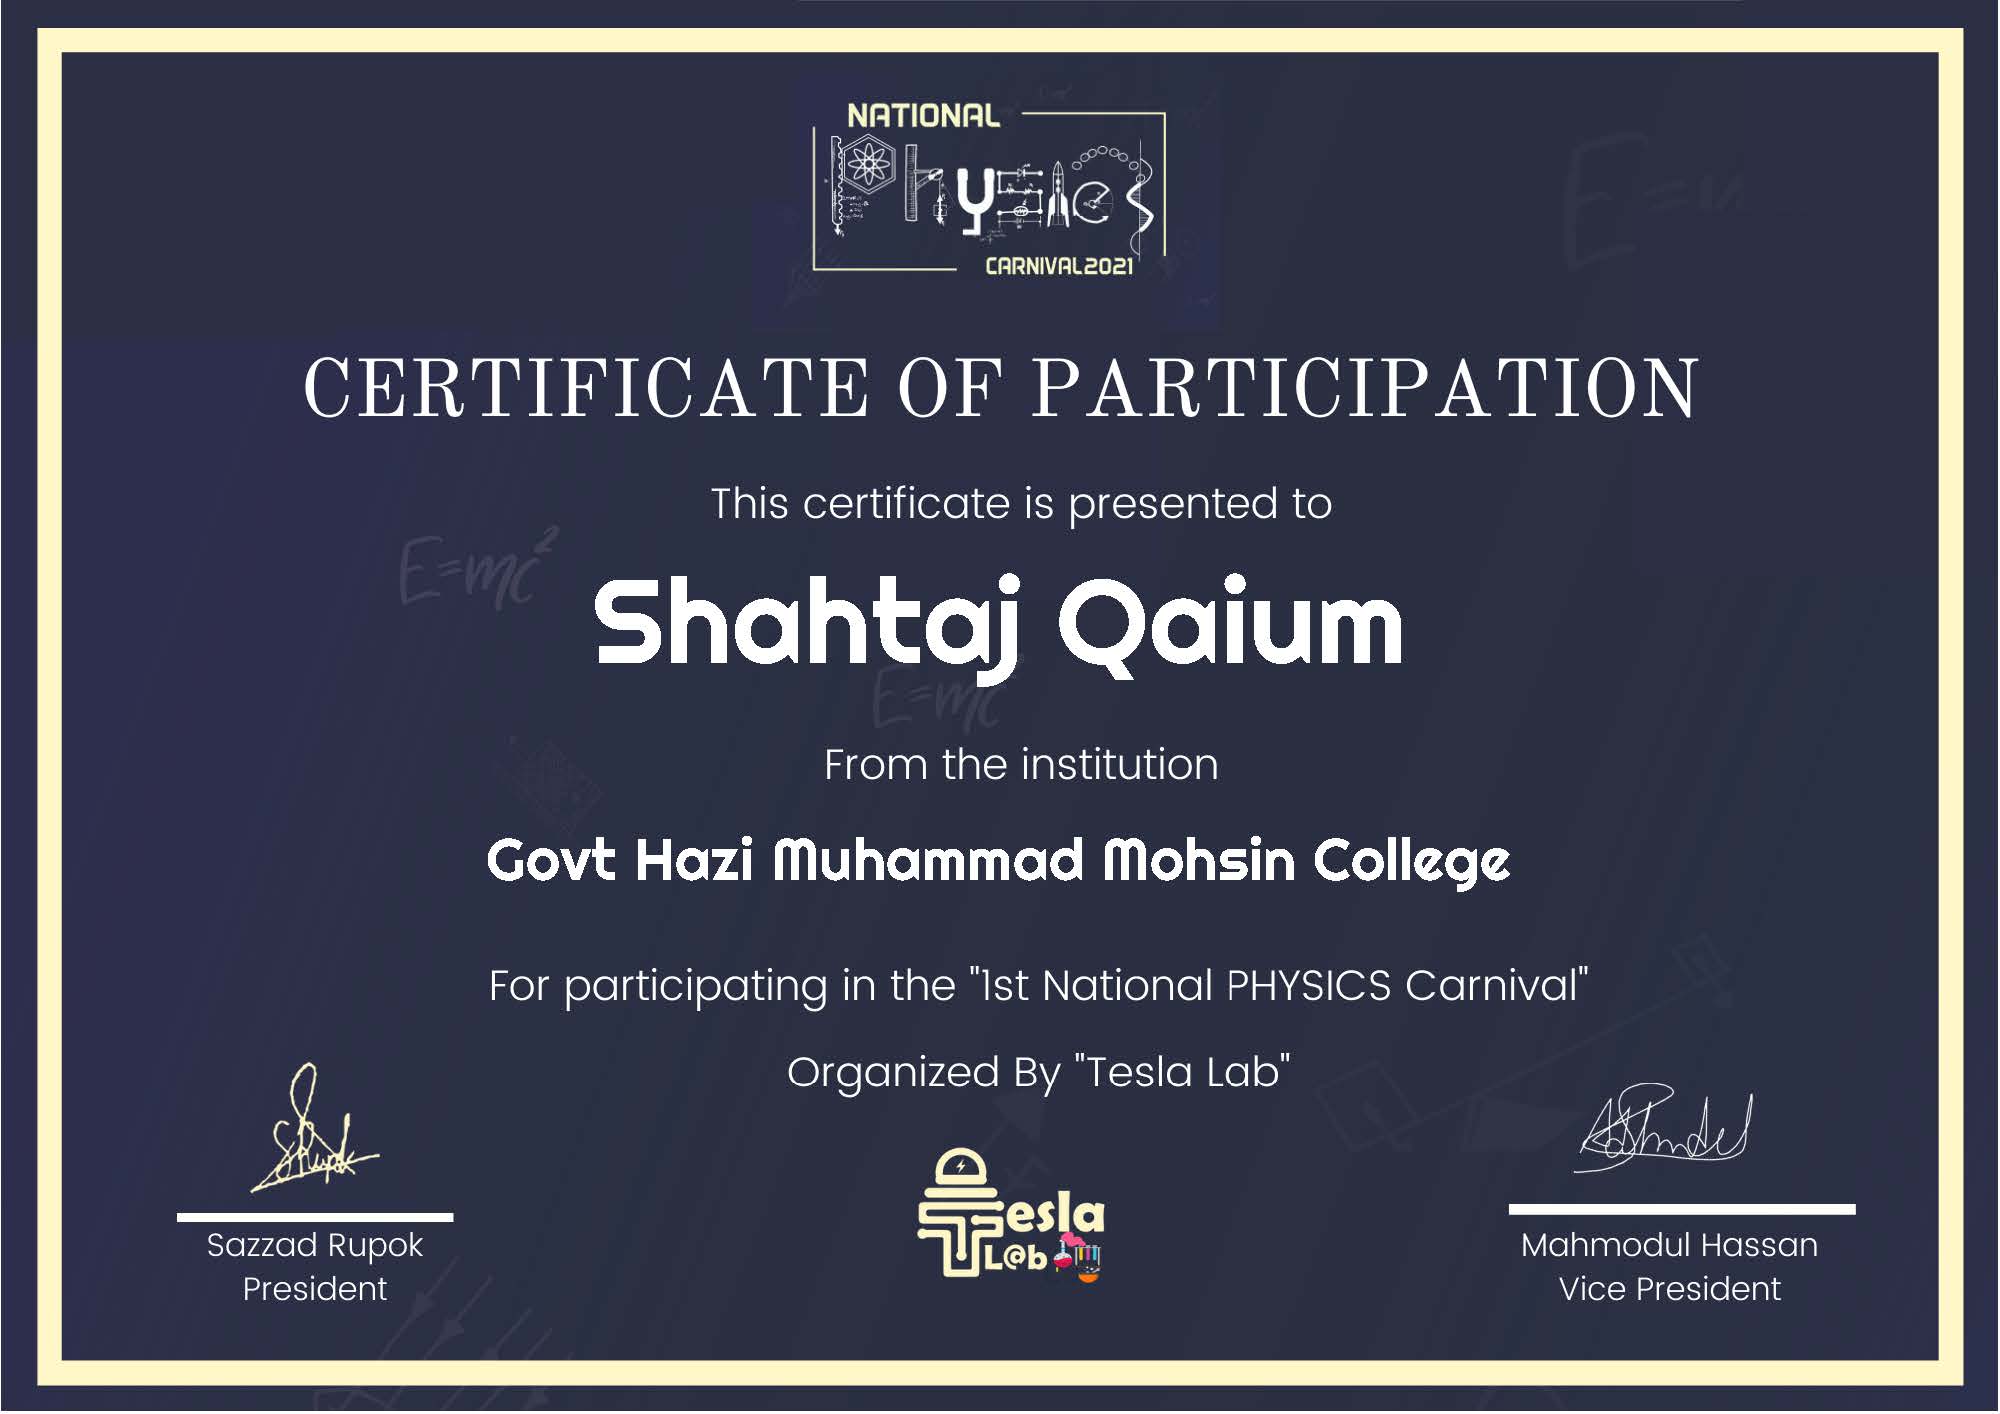 NATIONAL
Physics
CARNIVAL2021
E=m
CERTIFICATE OF PARTICIPATION
This certificate is presented to
E=mc²
Shahtaj Qaium
E=mc²
From the institution
Govt Hazi Muhammad Mohsin College
For participating in the "1st National PHYSICS Carnival"
Organized By "Tesla Lab"
Tesla
L@b
Sazzad Rupok
President
Mahmodul Hassan
Vice President